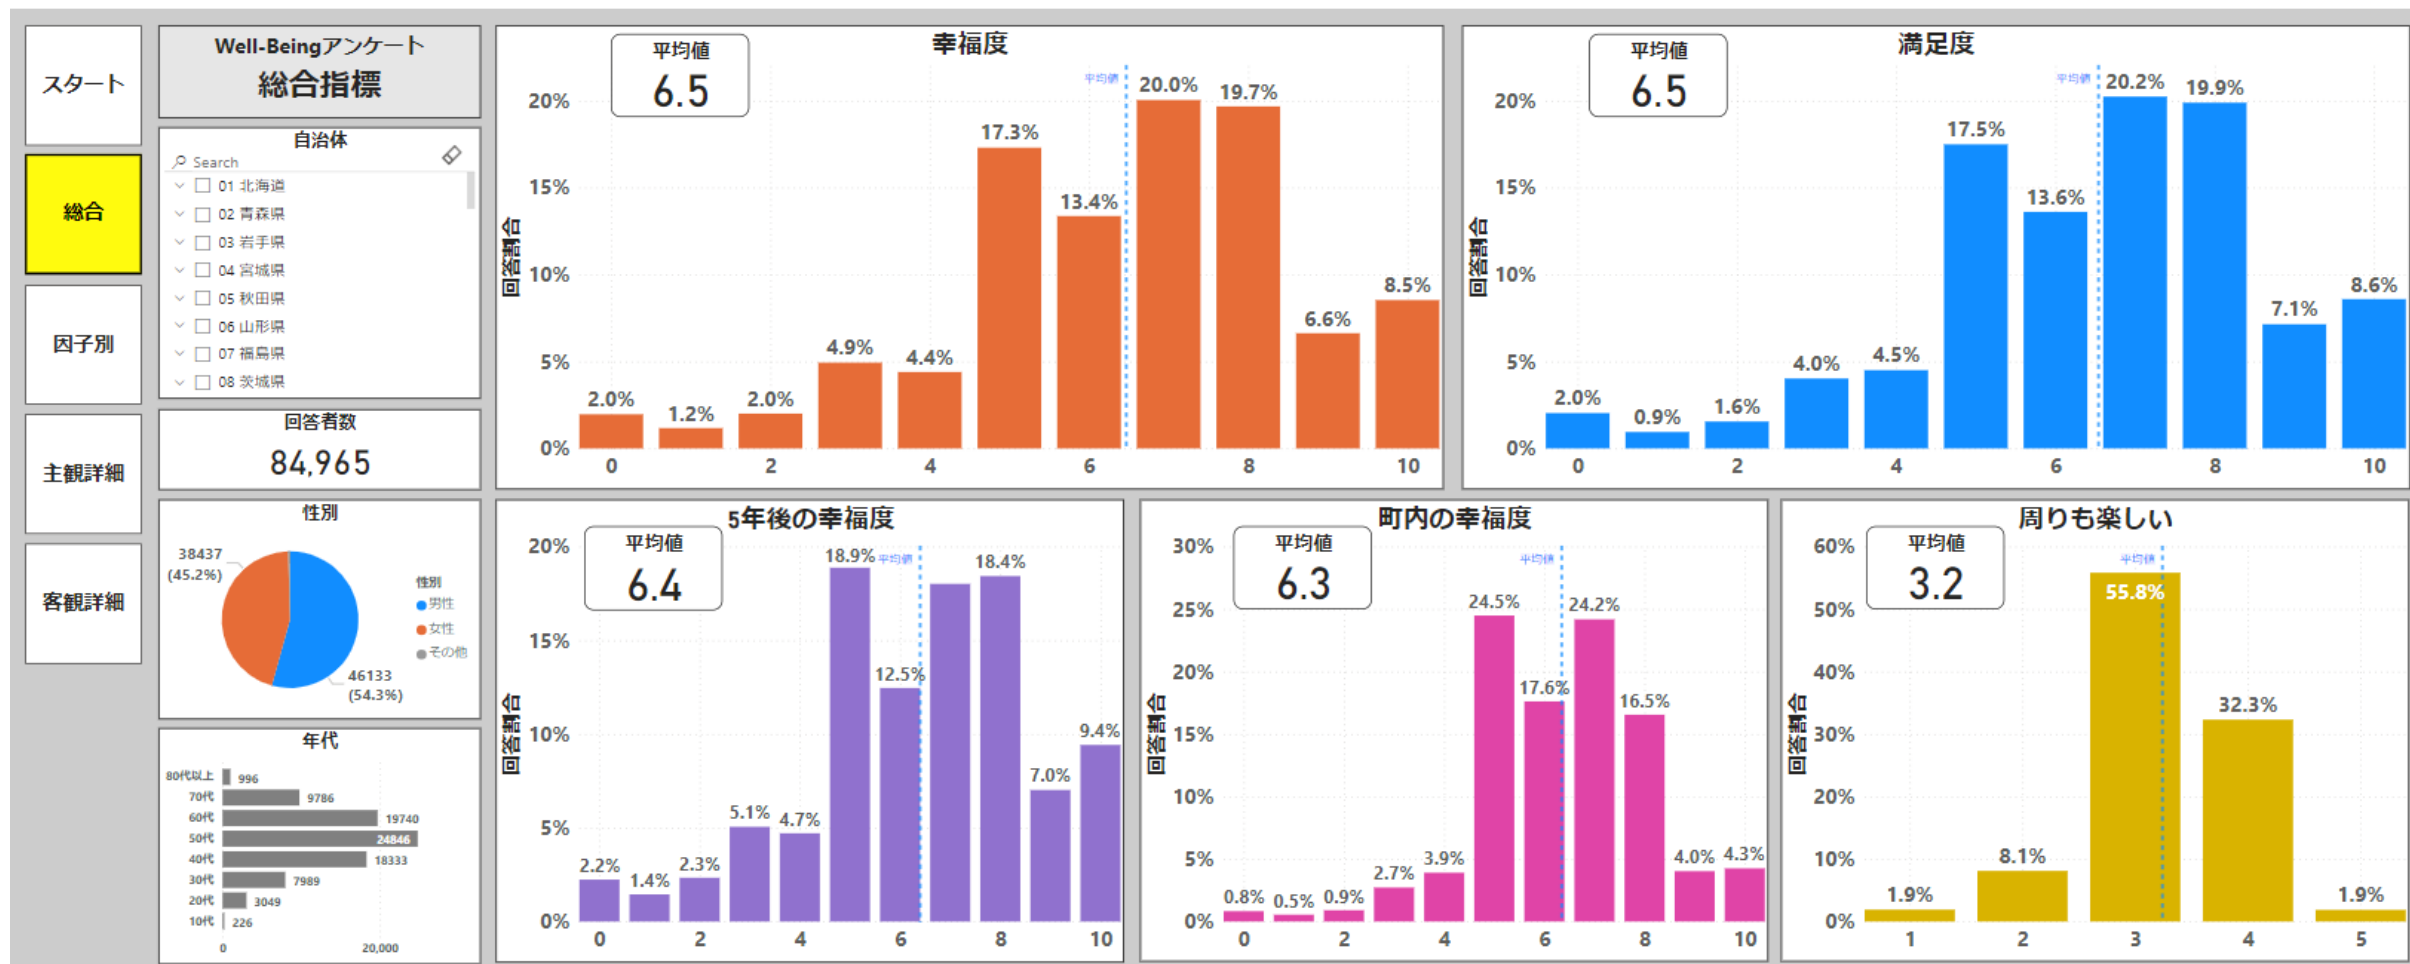 スタート
総合
因子別
主観詳細
客観詳細
Well-Beingアンケート
総合指標
自治体
Search
01 北海道
02 青森県
03 岩手県
04 宮城県
05 秋田県
06 山形県
07 福島県
08 茨城県
回答者数
84,965
性別
38437
(45.2%)
性別
男性
女性
その他
46133
(54.3%)
年代
80代以上 996
70代 9786
60代 19740
50代 24846
40代 18333
30代 7989
20代 3049
10代 226
0 20,000
幸福度
平均値
6.5
平均値
回答割合
20%
15%
10%
5%
0%
2.0% 1.2% 2.0% 4.9% 4.4% 17.3% 13.4% 20.0% 19.7% 6.6% 8.5%
0 2 4 6 8 10
満足度
平均値
6.5
平均値
回答割合
20%
15%
10%
5%
0%
2.0% 0.9% 1.6% 4.0% 4.5% 17.5% 13.6% 20.2% 19.9% 7.1% 8.6%
0 2 4 6 8 10
5年後の幸福度
平均値
6.4
平均値
回答割合
20%
15%
10%
5%
0%
2.2% 1.4% 2.3% 5.1% 4.7% 18.9% 12.5% 18.4% 7.0% 9.4%
0 2 4 6 8 10
町内の幸福度
平均値
6.3
平均値
回答割合
30%
25%
20%
15%
10%
5%
0%
0.8% 0.5% 0.9% 2.7% 3.9% 24.5% 17.6% 24.2% 16.5% 4.0% 4.3%
0 2 4 6 8 10
周りも楽しい
平均値
3.2
平均値
回答割合
60%
50%
40%
30%
20%
10%
0%
1.9% 8.1% 55.8% 32.3% 1.9%
1 2 3 4 5